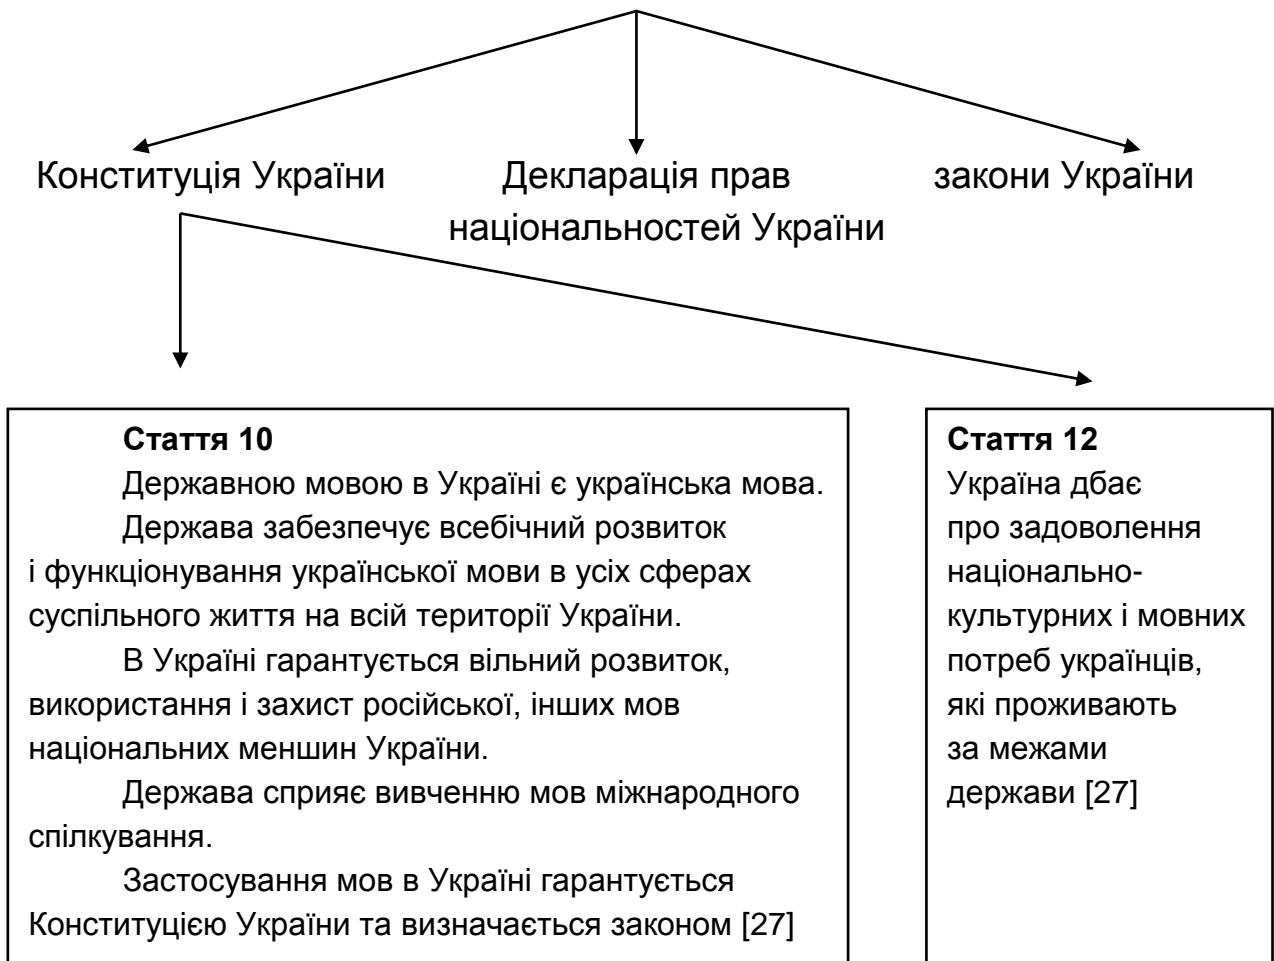 Конституція України
Декларація прав
національностей України
закони України
Стаття 10
Державною мовою в Україні є українська мова.
Держава забезпечує всебічний розвиток
і функціонування української мови в усіх сферах
суспільного життя на всій території України.
В Україні гарантується вільний розвиток,
використання і захист російської, інших мов
національних меншин України.
Держава сприяє вивченню мов міжнародного
спілкування.
Застосування мов в Україні гарантується
Конституцією України та визначається законом [27]
Стаття 12
Україна дбає
про задоволення
національно-
культурних і мовних
потреб українців,
які проживають
за межами
держави [27]